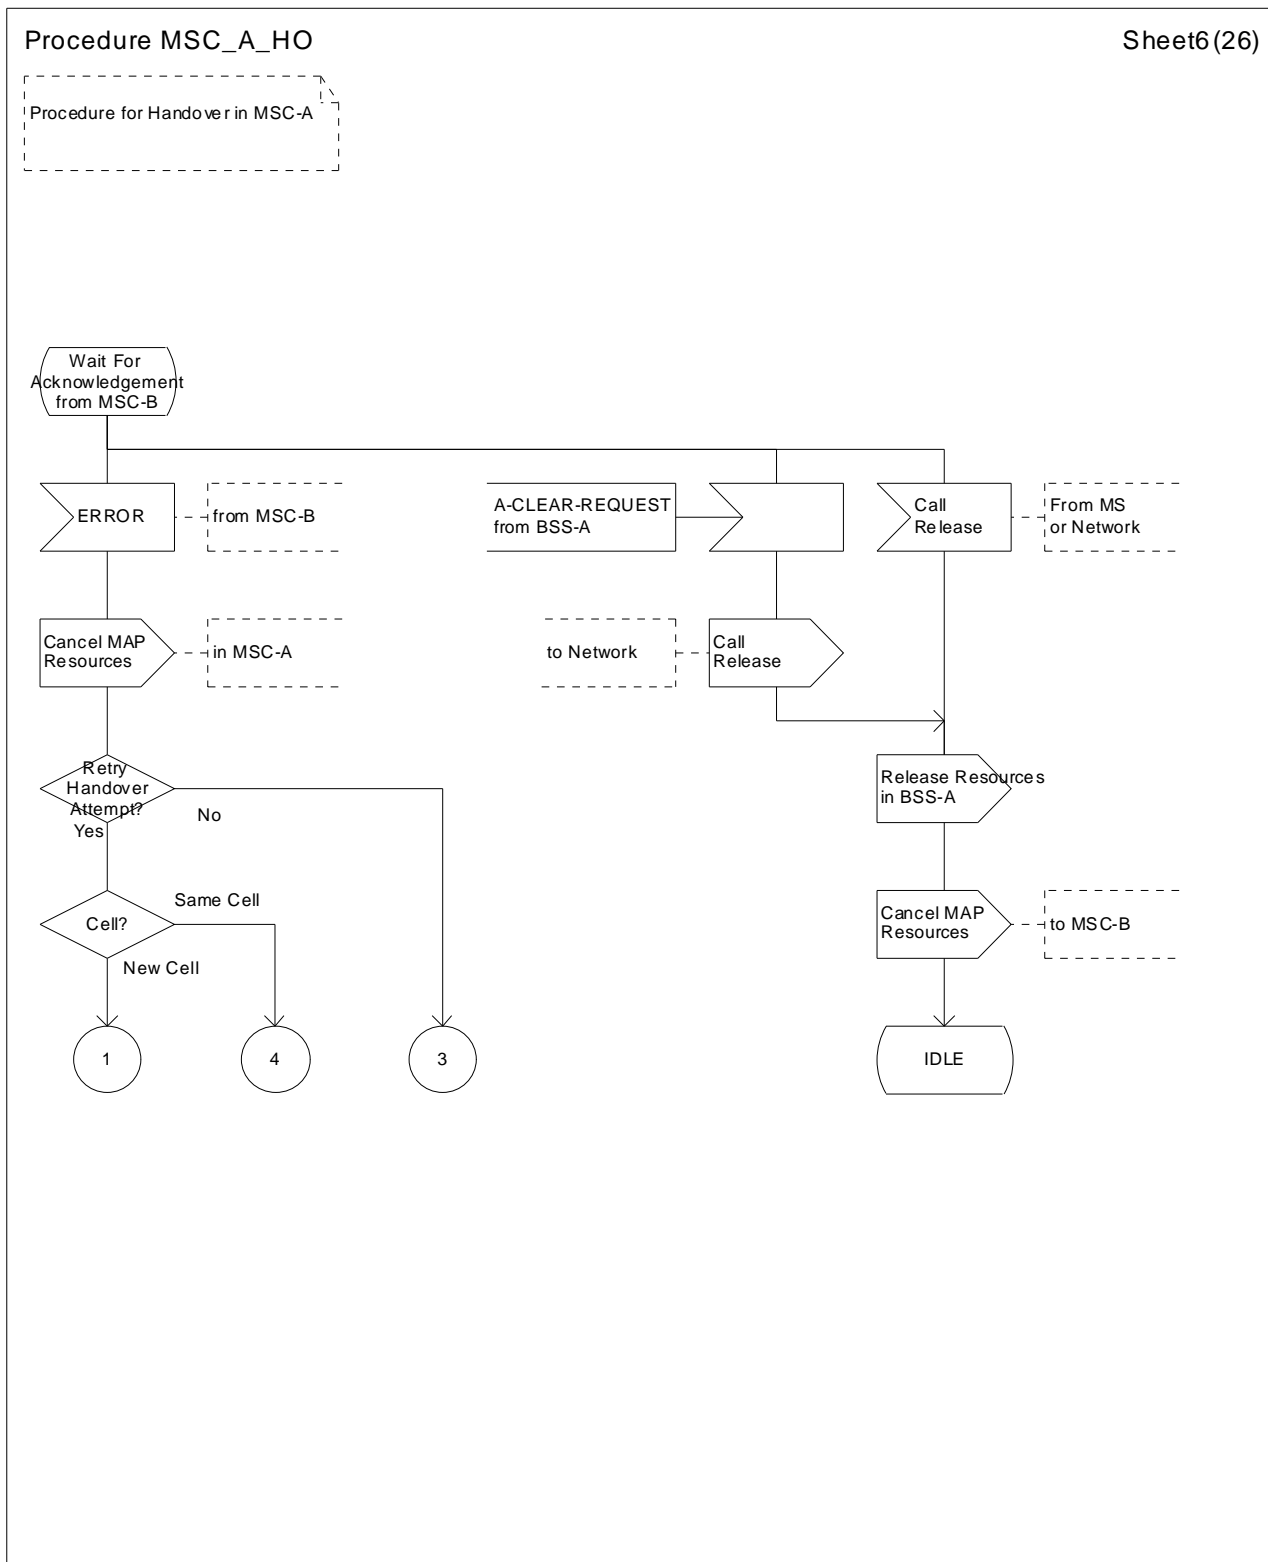 Procedure MSC_A_HO
Sheet6(26)
Procedure for Handover in MSC-A
Wait For
Acknowledgement
from MSC-B
ERROR
from MSC-B
A-CLEAR-REQUEST
from BSS-A
Call
Release
From MS
or Network
Cancel MAP
Resources
in MSC-A
to Network
Call
Release
Retry
Handover
Attempt?
Yes
No
Release Resources
in BSS-A
Cell?
Same Cell
New Cell
Cancel MAP
Resources
to MSC-B
1
4
3
IDLE